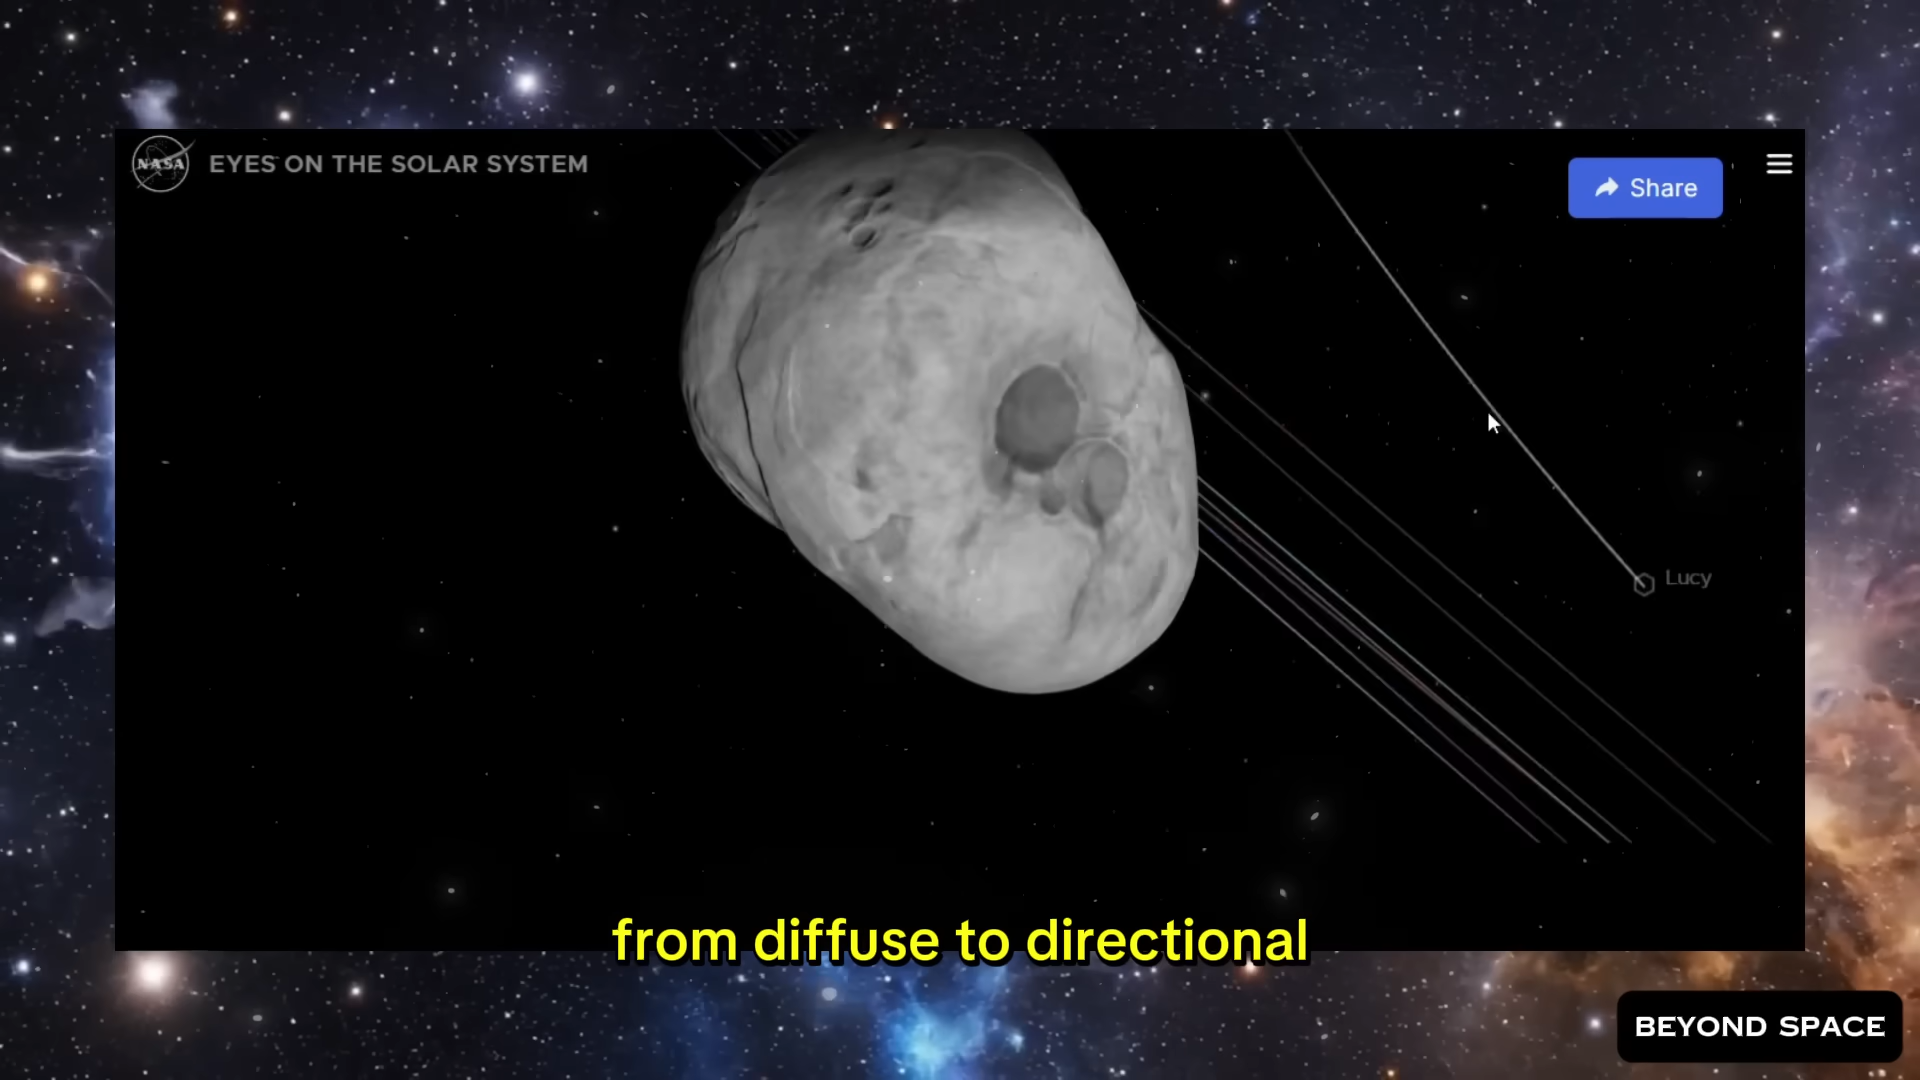 NASA
EYES ON THE SOLAR SYSTEM
Share
Lucy
from diffuse to directional
BEYOND SPACE